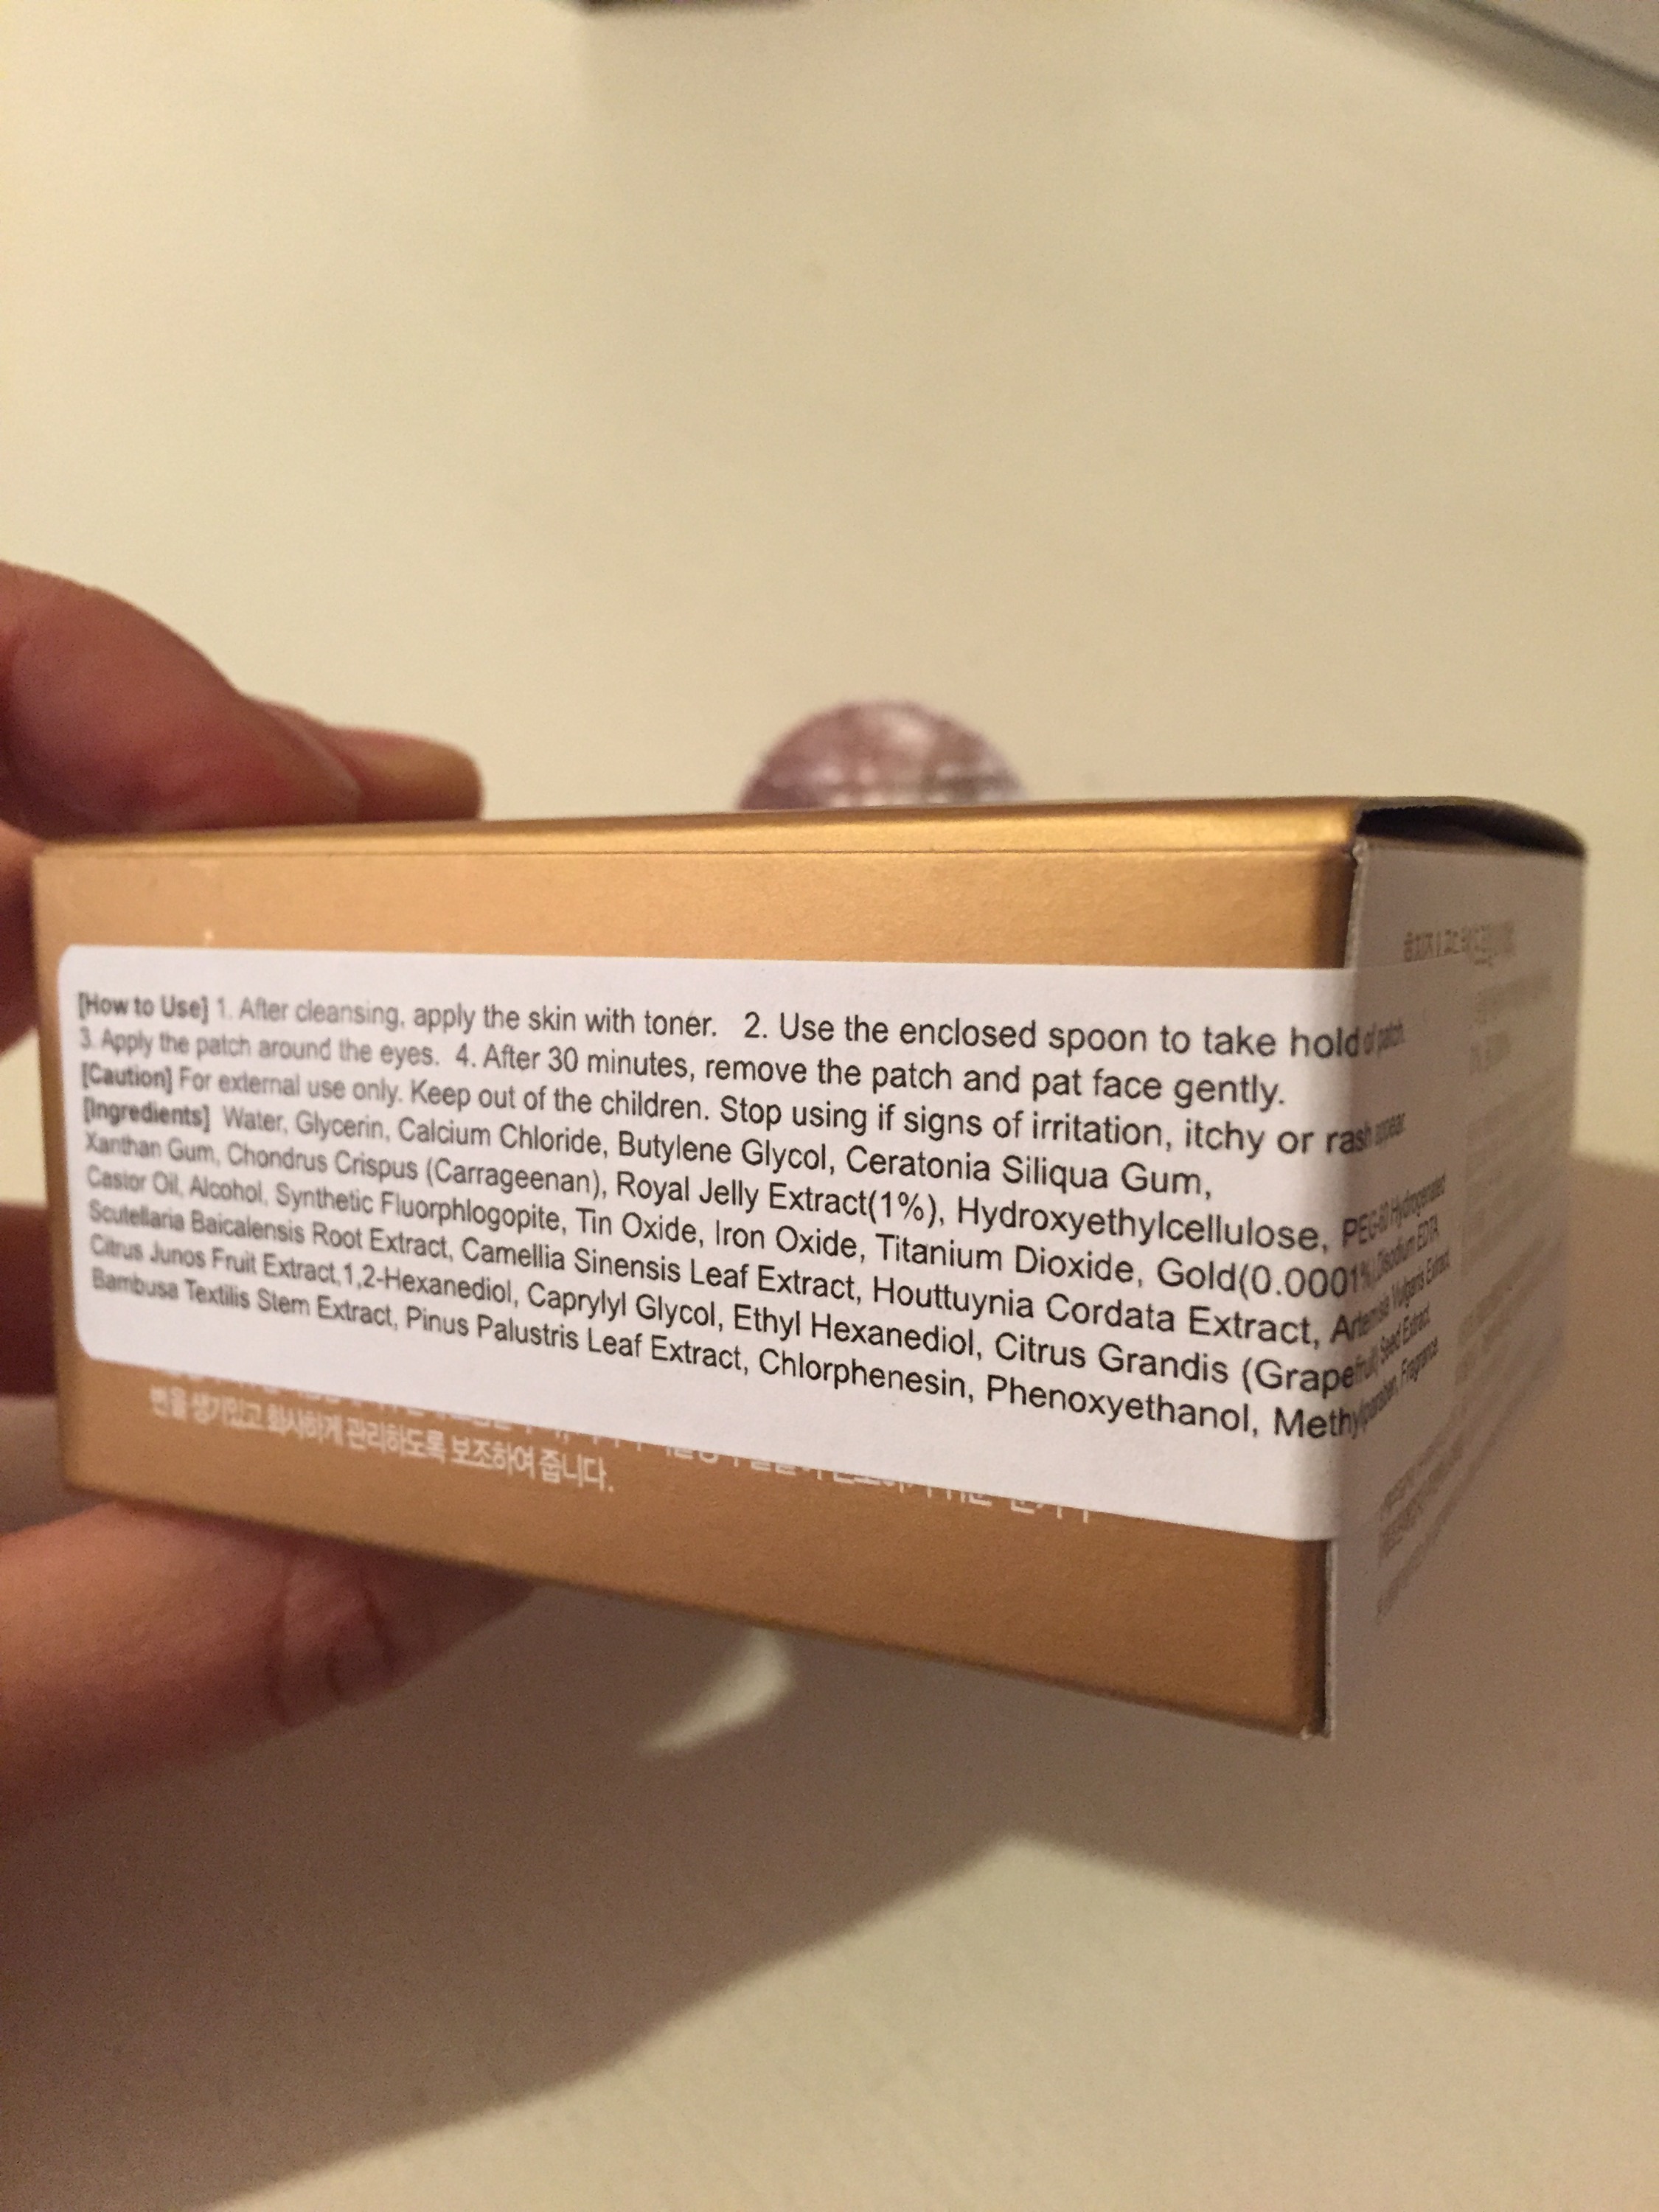 [How to Use] 1. After cleansing, apply the skin with toner. 2. Use the enclosed spoon to take hold of patch.
3. Apply the patch around the eyes. 4. After 30 minutes, remove the patch and pat face gently.
[Caution] For external use only. Keep out of the children. Stop using if signs of irritation, itchy or rash appear.
[Ingredients] Water, Glycerin, Calcium Chloride, Butylene Glycol, Ceratonia Siliqua Gum,
Xanthan Gum, Chondrus Crispus (Carrageenan), Royal Jelly Extract(1%), Hydroxyethylcellulose, PEG-60 Hydrogenated
Castor Oil, Alcohol, Synthetic Fluorphlogopite, Tin Oxide, Iron Oxide, Titanium Dioxide, Gold(0.0001%), Disodium EDTA
Scutellaria Baicalensis Root Extract, Camellia Sinensis Leaf Extract, Houttuynia Cordata Extract, Artemisia Vulgaris Extract
Citrus Junos Fruit Extract,1,2-Hexanediol, Caprylyl Glycol, Ethyl Hexanediol, Citrus Grandis (Grapefruit) Seed Extract
Bambusa Textilis Stem Extract, Pinus Palustris Leaf Extract, Chlorphenesin, Phenoxyethanol, Methylparaben, Fragrance
번을 생기있고 화사하게 관리하도록 보조하여 줍니다.